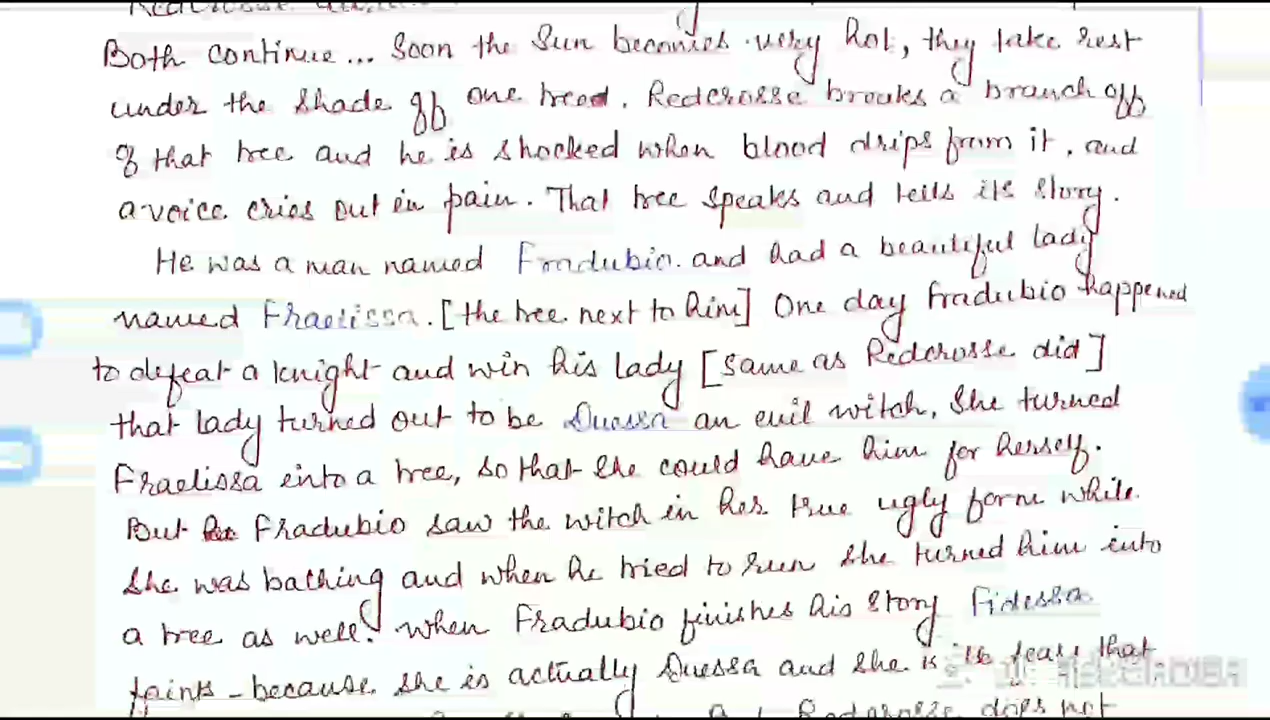 Redcrosse
Both continue... Soon the Sun becomes very hot, they take rest
under the shade of one tree. Redcrosse breaks a branch off
of that tree and he is shocked when blood drips from it, and
a voice cries out in pain. That tree speaks and tells its story.
He was a man named Fradubio. and had a beautiful lady
named Fraelissa. [the tree next to him] One day Fradubio happened
to defeat a knight and win his lady [same as Redcrosse did]
that lady turned out to be Duessa an evil witch. She turned
Fraelissa into a tree, so that she could have him for herself.
But Fradubio saw the witch in her true ugly form while
She was bathing and when he tried to run she turned him into
a tree as well. when Fradubio finishes his story Fidessa
faints - because she is actually Duessa and she is fears that
Redcrosse does not